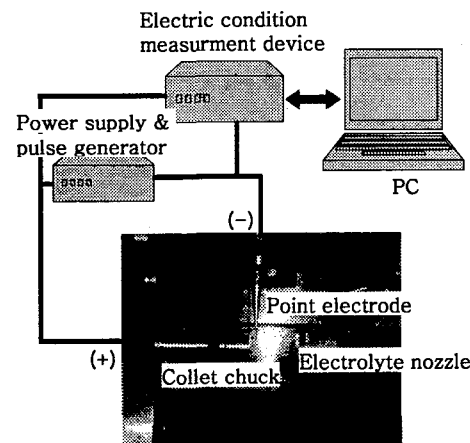 Electric condition
measurment device
Power supply &
pulse generator
PC
(-)
Point electrode
(+)
Electrolyte nozzle
Collet chuck